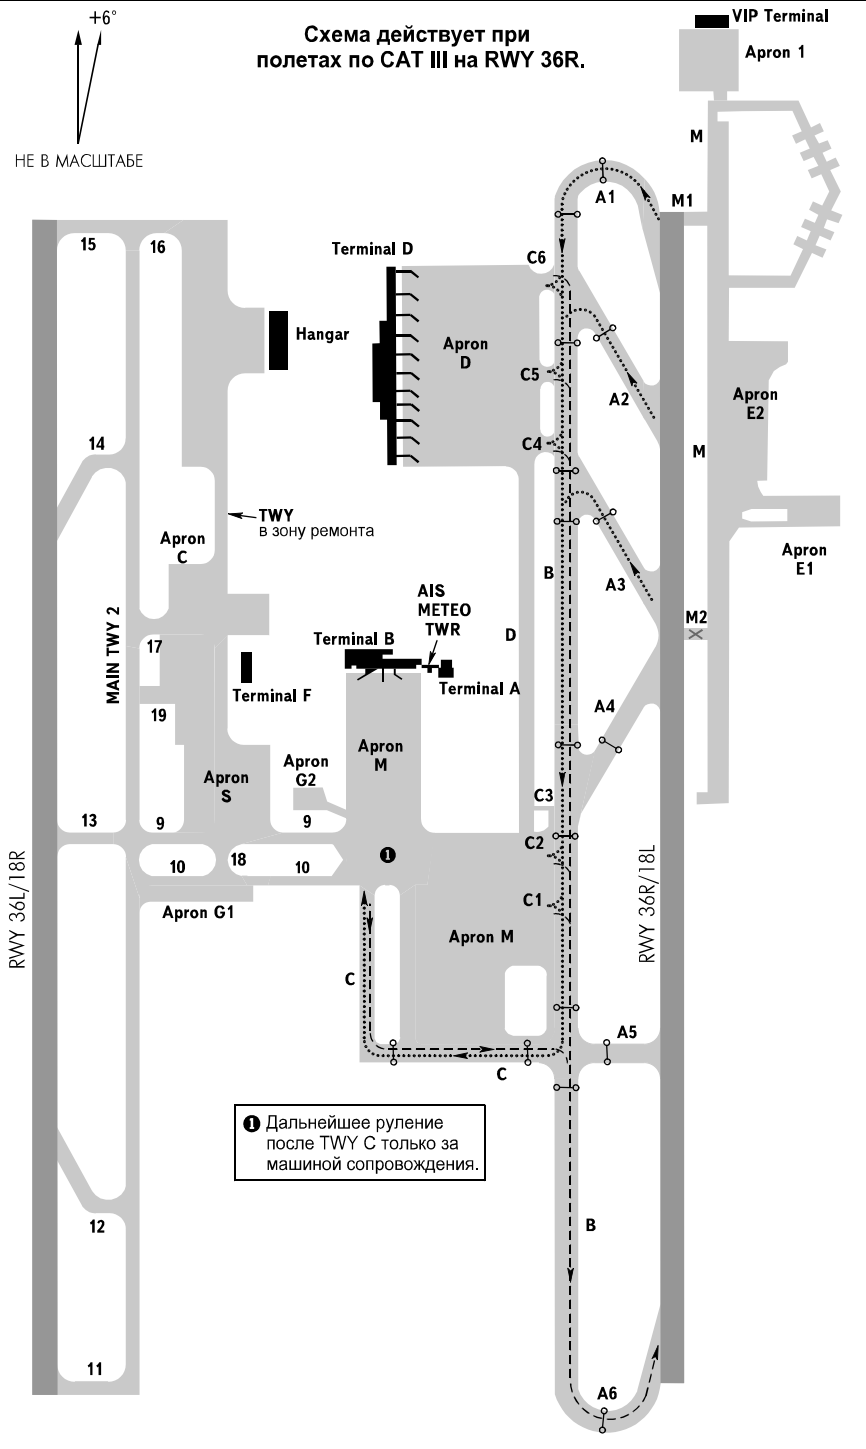 +6°
НЕ В МАСШТАБЕ
Схема действует при
полетах по CAT III на RWY 36R.
VIP Terminal
Apron 1
M
M1
A1
15
16
Terminal D
C6
Hangar
Apron
D
C5
A2
Apron
E2
C4
14
M
TWY
в зону ремонта
Apron
C
Apron
E1
B
A3
AIS
METEO
TWR
M2
MAIN TWY 2
17
Terminal B
D
Terminal F
Terminal A
19
A4
Apron
M
Apron
G2
Apron
S
C3
13
9
9
C2
10
18
10
1
RWY 36L/18R
RWY 36R/18L
C1
Apron G1
Apron M
C
A5
C
1 Дальнейшее руление
после TWY C только за
машиной сопровождения.
12
B
11
A6